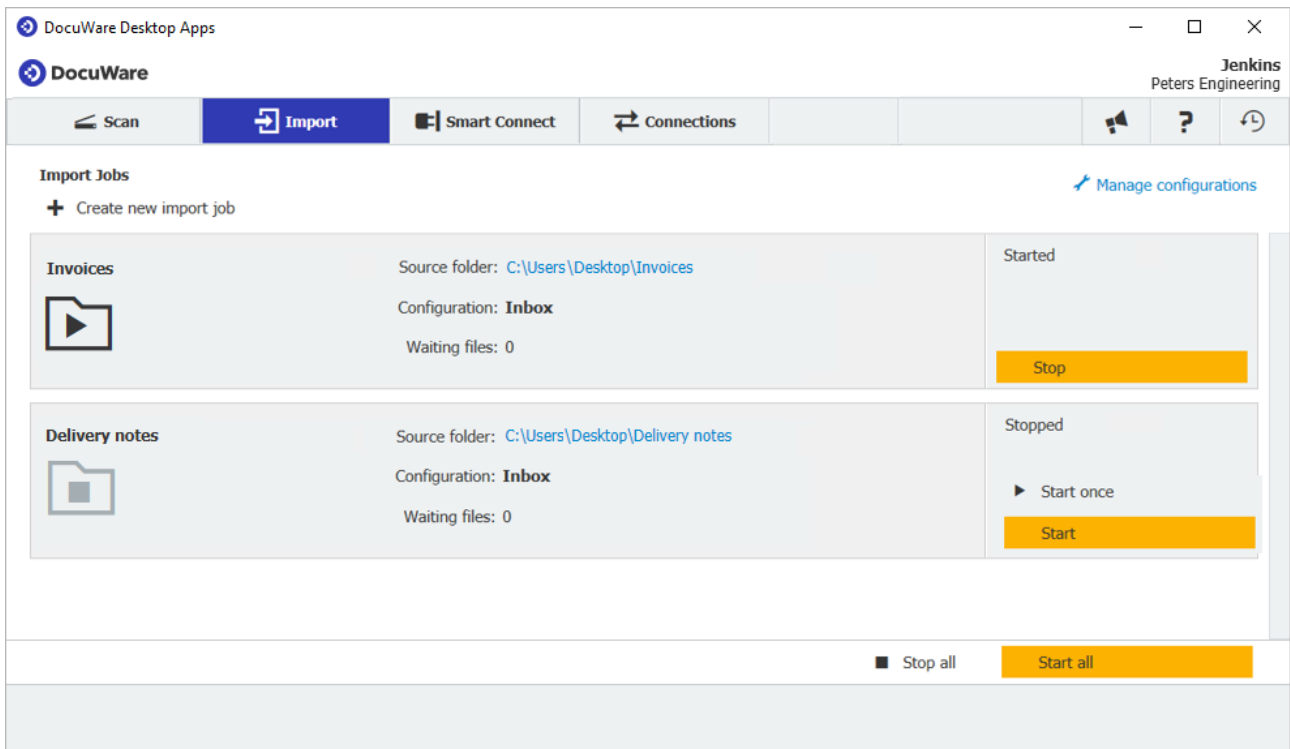 DocuWare Desktop Apps
DocuWare
Jenkins
Peters Engineering
Scan Import Smart Connect Connections ?
Import Jobs
Manage configurations
Create new import job
Invoices
Source folder: C:\Users\Desktop\Invoices
Configuration: Inbox
Waiting files: 0
Started
Stop
Delivery notes
Source folder: C:\Users\Desktop\Delivery notes
Configuration: Inbox
Waiting files: 0
Stopped
Start once
Start
Stop all Start all